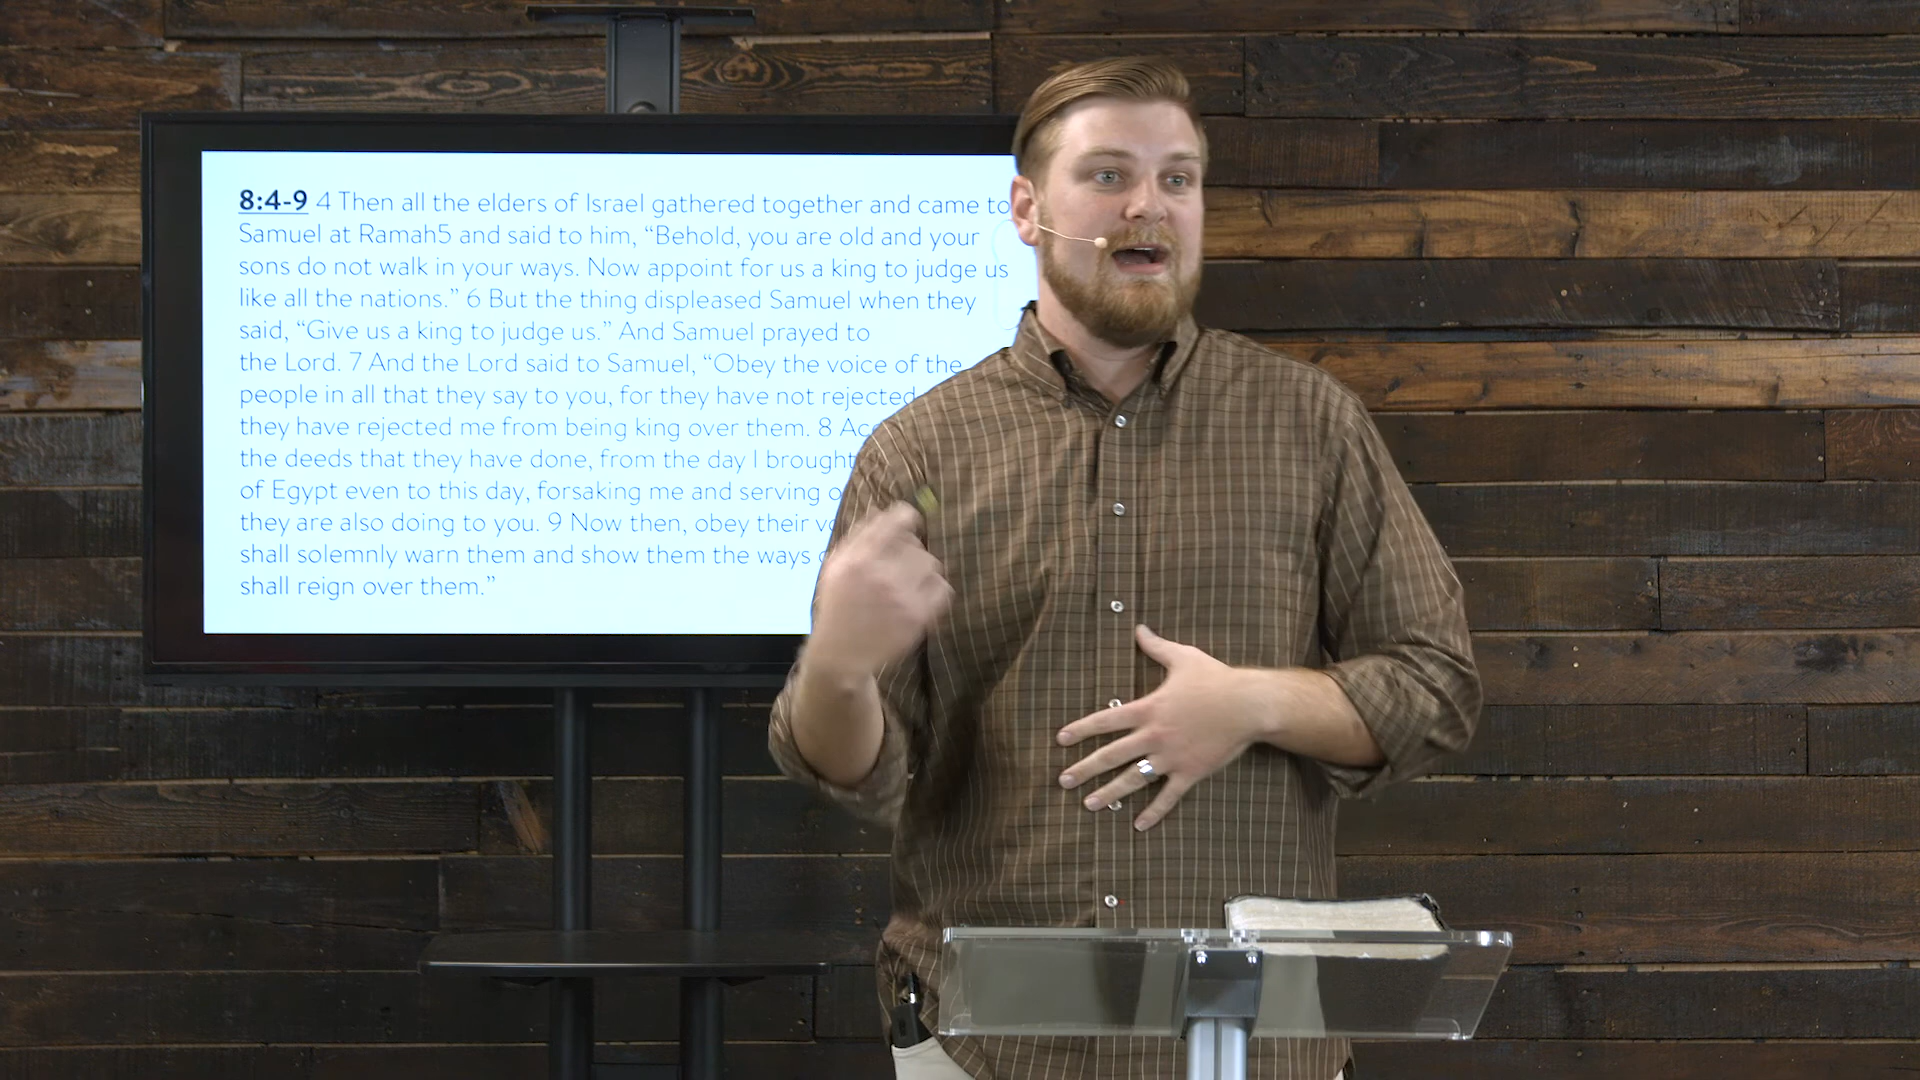 8:4-9 4 Then all the elders of Israel gathered together and came to
Samuel at Ramah5 and said to him, “Behold, you are old and your
sons do not walk in your ways. Now appoint for us a king to judge us
like all the nations.” 6 But the thing displeased Samuel when they
said, “Give us a king to judge us.” And Samuel prayed to
the Lord. 7 And the Lord said to Samuel, “Obey the voice of the
people in all that they say to you, for they have not rejected
they have rejected me from being king over them. 8
the deeds that they have done, from the day I brought
of Egypt even to this day, forsaking me and serving
they are also doing to you. 9 Now then, obey their
shall solemnly warn them and show them the ways
shall reign over them.”